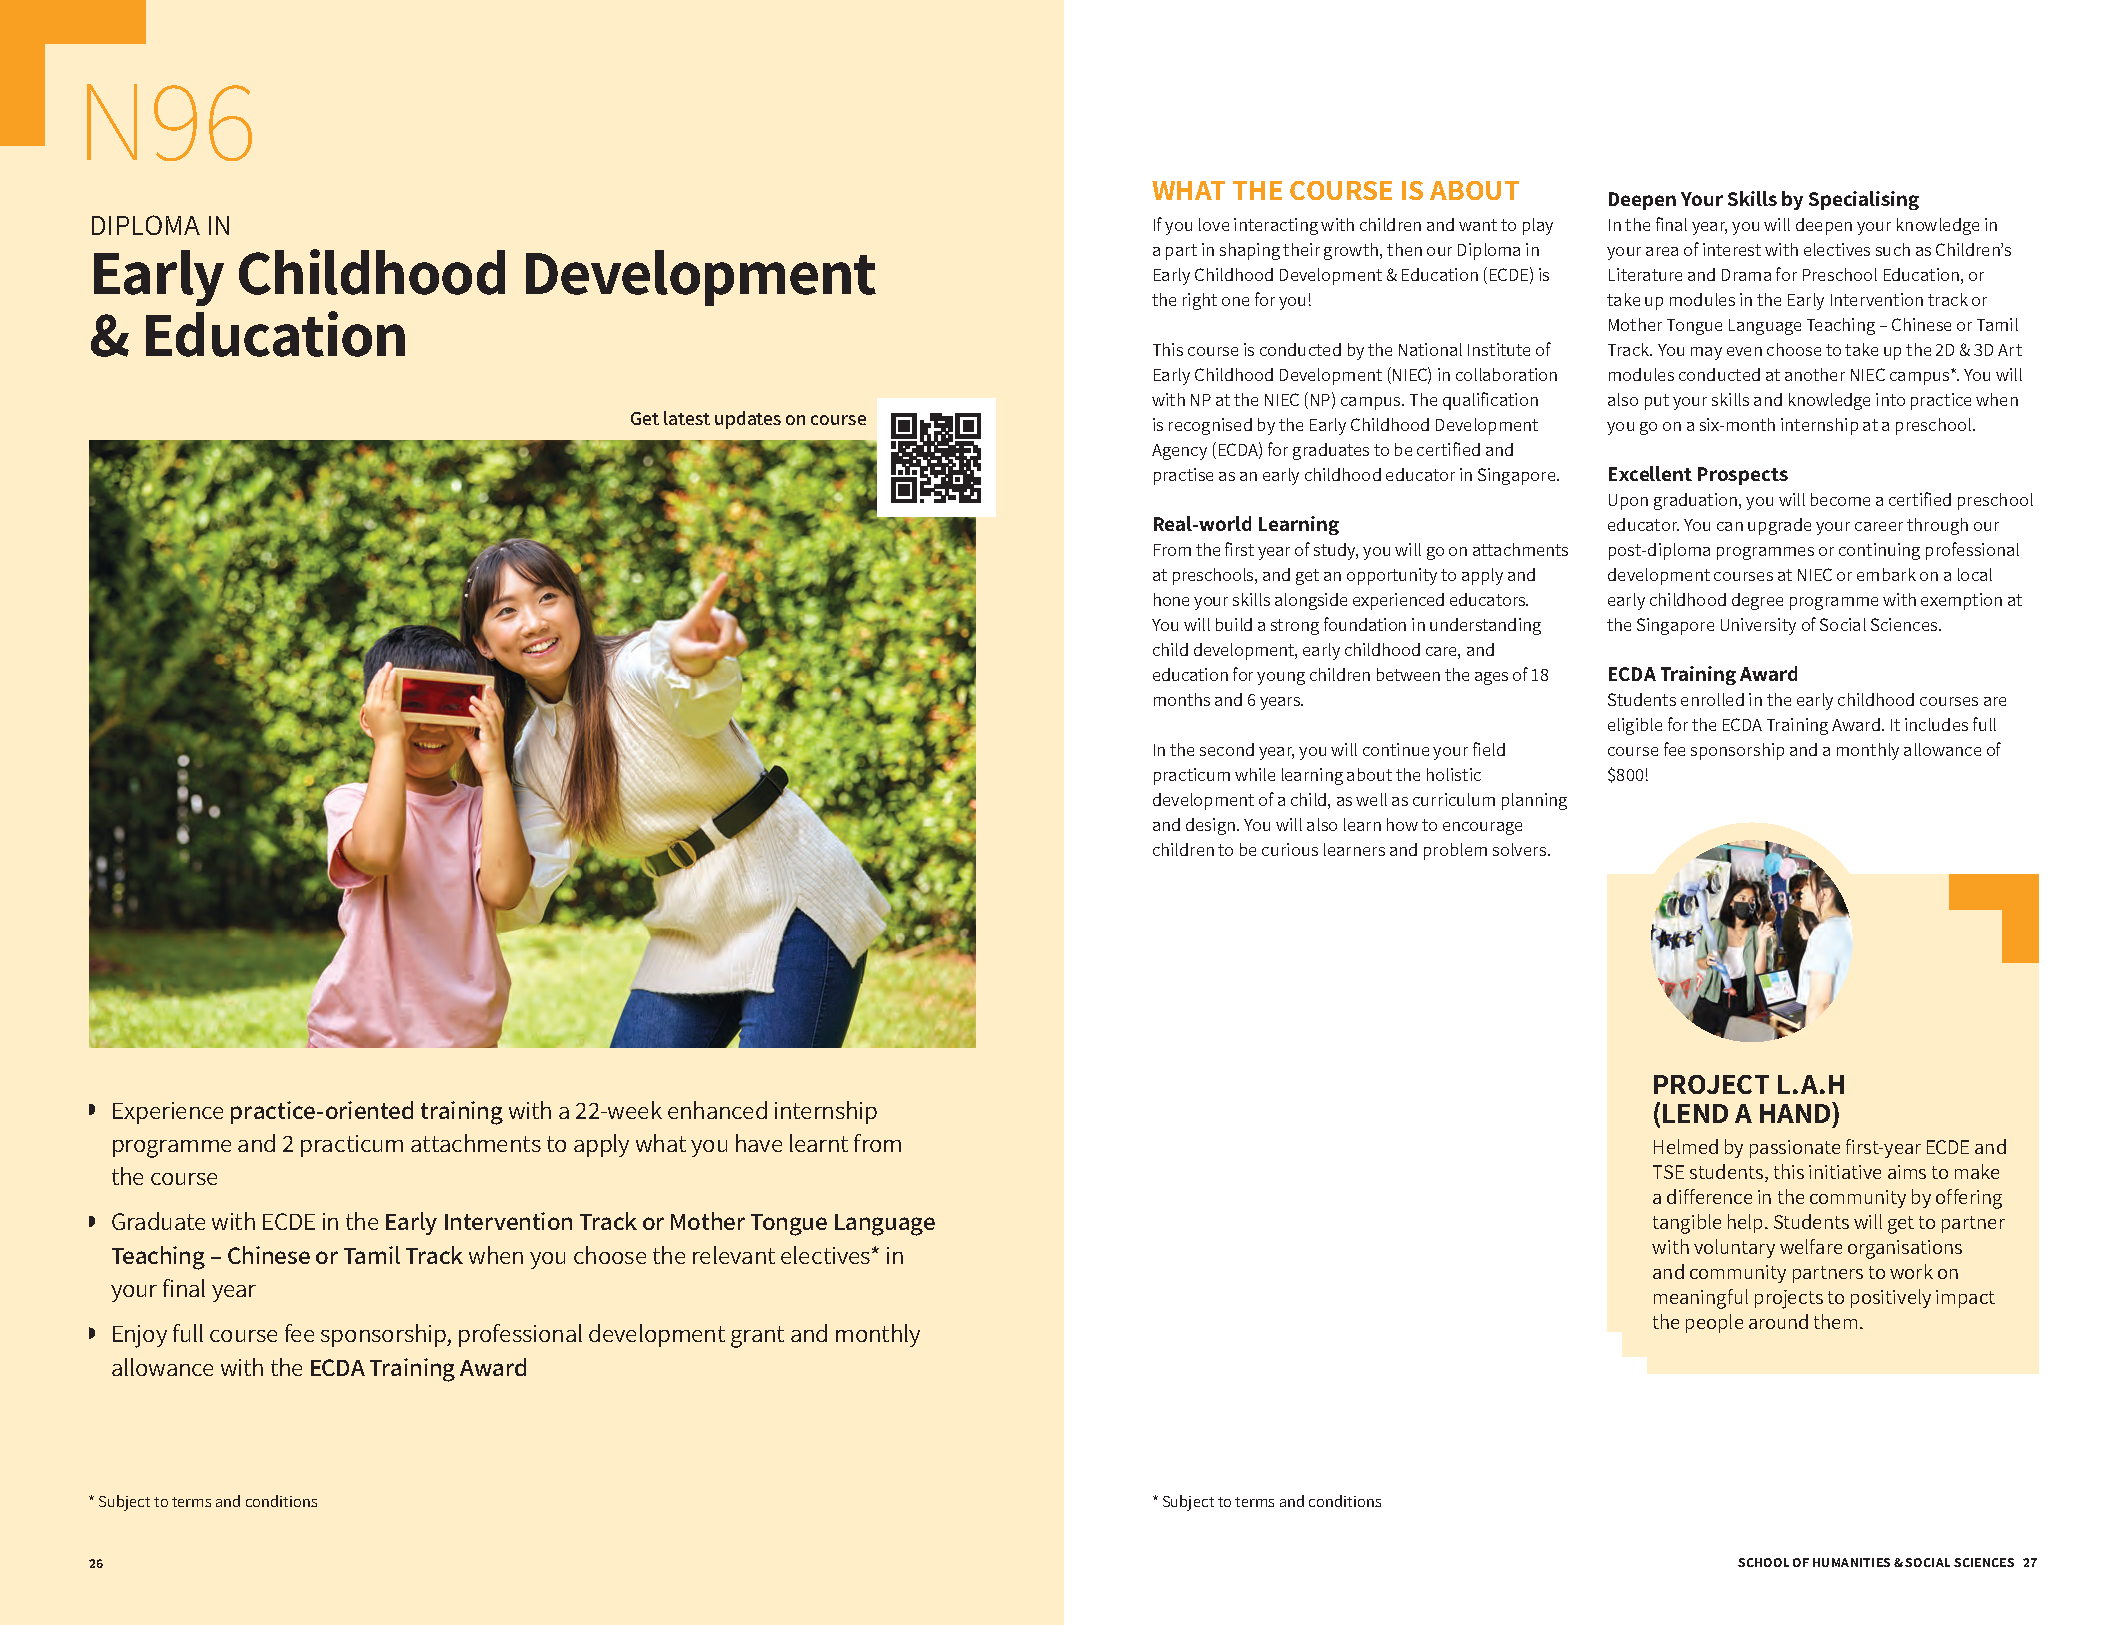 N96
DIPLOMA IN
Early Childhood Development
& Education
Get latest updates on course
Experience practice-oriented training with a 22-week enhanced internship
programme and 2 practicum attachments to apply what you have learnt from
the course
Graduate with ECDE in the Early Intervention Track or Mother Tongue Language
Teaching – Chinese or Tamil Track when you choose the relevant electives* in
your final year
Enjoy full course fee sponsorship, professional development grant and monthly
allowance with the ECDA Training Award
* Subject to terms and conditions
26
WHAT THE COURSE IS ABOUT
If you love interacting with children and want to play
a part in shaping their growth, then our Diploma in
Early Childhood Development & Education (ECDE) is
the right one for you!
This course is conducted by the National Institute of
Early Childhood Development (NIEC) in collaboration
with NP at the NIEC (NP) campus. The qualification
is recognised by the Early Childhood Development
Agency (ECDA) for graduates to be certified and
practise as an early childhood educator in Singapore.
Real-world Learning
From the first year of study, you will go on attachments
at preschools, and get an opportunity to apply and
hone your skills alongside experienced educators.
You will build a strong foundation in understanding
child development, early childhood care, and
education for young children between the ages of 18
months and 6 years.
In the second year, you will continue your field
practicum while learning about the holistic
development of a child, as well as curriculum planning
and design. You will also learn how to encourage
children to be curious learners and problem solvers.
Deepen Your Skills by Specialising
In the final year, you will deepen your knowledge in
your area of interest with electives such as Children’s
Literature and Drama for Preschool Education, or
take up modules in the Early Intervention track or
Mother Tongue Language Teaching – Chinese or Tamil
Track. You may even choose to take up the 2D & 3D Art
modules conducted at another NIEC campus*. You will
also put your skills and knowledge into practice when
you go on a six-month internship at a preschool.
Excellent Prospects
Upon graduation, you will become a certified preschool
educator. You can upgrade your career through our
post-diploma programmes or continuing professional
development courses at NIEC or embark on a local
early childhood degree programme with exemption at
the Singapore University of Social Sciences.
ECDA Training Award
Students enrolled in the early childhood courses are
eligible for the ECDA Training Award. It includes full
course fee sponsorship and a monthly allowance of
$800!
PROJECT L.A.H
(LEND A HAND)
Helmed by passionate first-year ECDE and
TSE students, this initiative aims to make
a difference in the community by offering
tangible help. Students will get to partner
with voluntary welfare organisations
and community partners to work on
meaningful projects to positively impact
the people around them.
* Subject to terms and conditions
SCHOOL OF HUMANITIES & SOCIAL SCIENCES 27